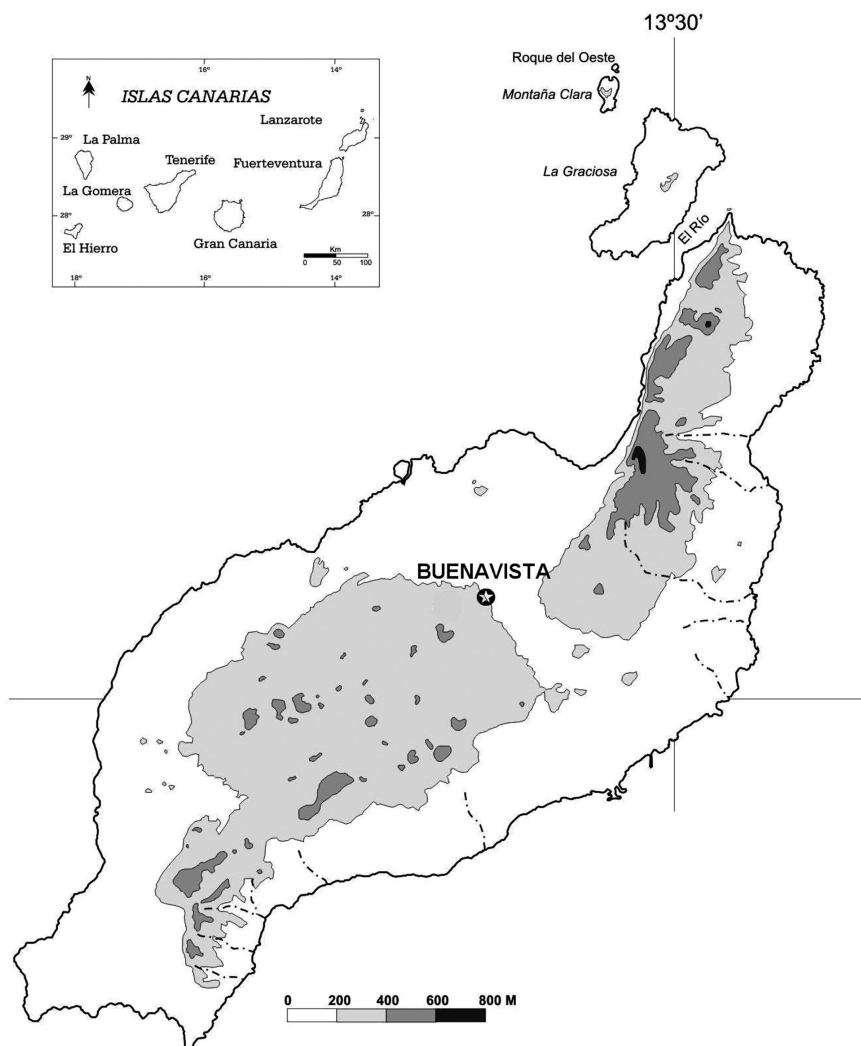 13º30’
Roque del Oeste
Montaña Clara
La Graciosa
El Río
N
16º
14º
ISLAS CANARIAS
Lanzarote
29º
La Palma
Tenerife
Fuerteventura
La Gomera
28º
28º
El Hierro
Gran Canaria
Km
0 50 100
18º
16º
14º
BUENAVISTA
0 200 400 600 800 M